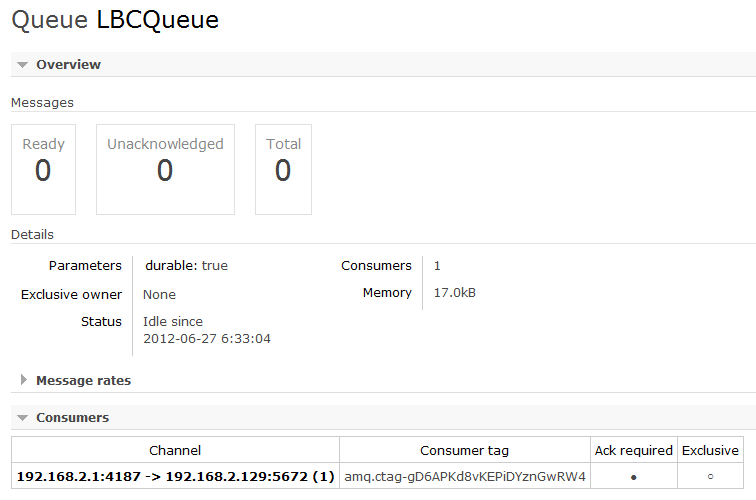 Queue LBCQueue
Overview
Messages
Ready Unacknowledged Total
0 0 0
Details
Parameters durable: true Consumers 1
Exclusive owner None Memory 17.0kB
Status Idle since
2012-06-27 6:33:04
Message rates
Consumers
Channel Consumer tag Ack required Exclusive
192.168.2.1:4187 -> 192.168.2.129:5672 (1) amq.ctag-gD6APKd8vKEPiDYznGwRW4 ● ○